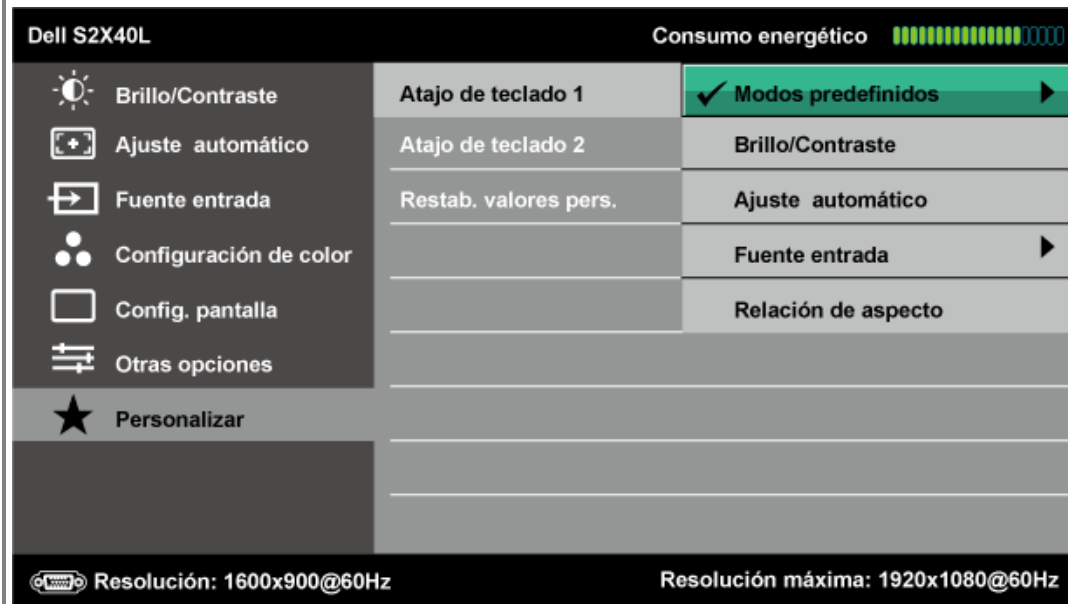 Dell S2X40L
Consumo energético
Brillo/Contraste
Ajuste automático
Fuente entrada
Configuración de color
Config. pantalla
Otras opciones
Personalizar
Atajo de teclado 1
Atajo de teclado 2
Restab. valores pers.
Modos predefinidos
Brillo/Contraste
Ajuste automático
Fuente entrada
Relación de aspecto
Resolución: 1600x900@60Hz
Resolución máxima: 1920x1080@60Hz